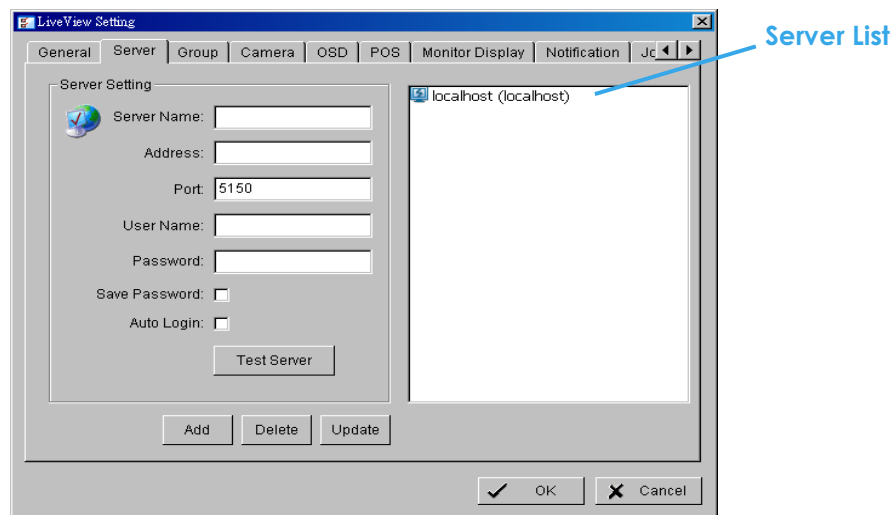 LiveView Setting
Server List
General Server Group Camera OSD POS Monitor Display Notification
Server Setting
localhost (localhost)
Server Name:
Address:
Port: 5150
User Name:
Password:
Save Password:
Auto Login:
Test Server
Add Delete Update
OK Cancel